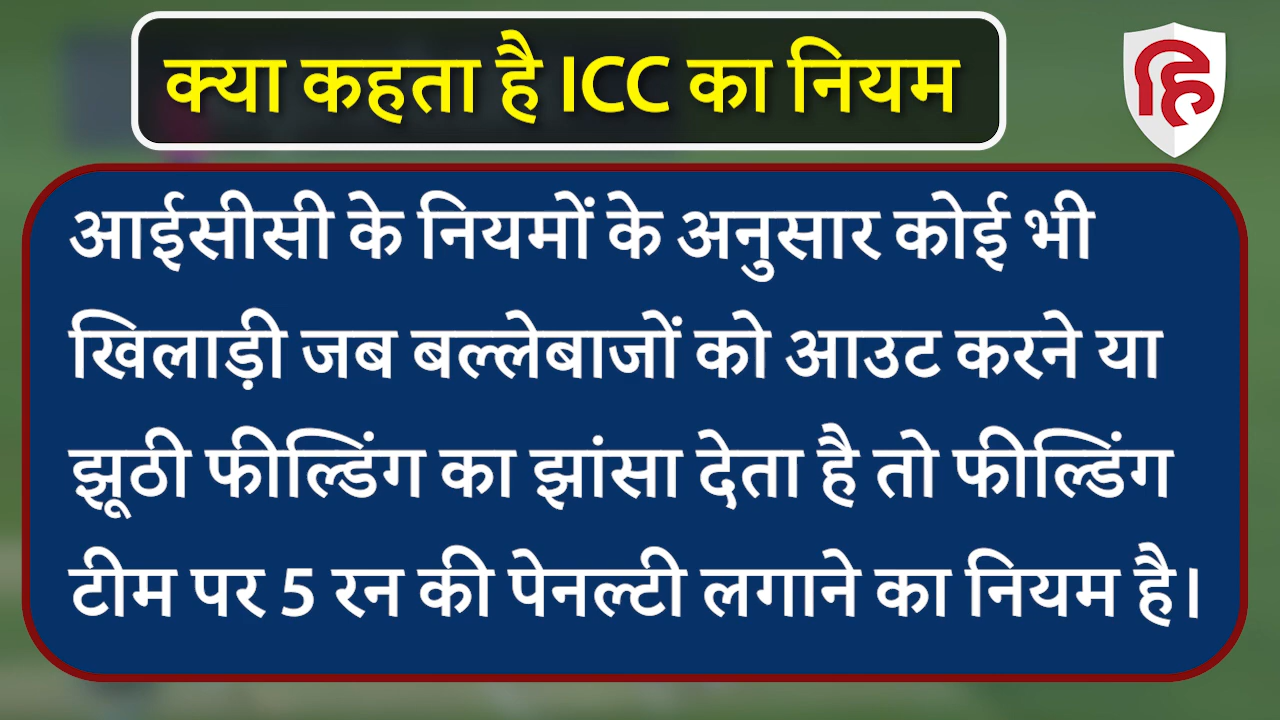 क्या कहता है ICC का नियम
हि
आईसीसी के नियमों के अनुसार कोई भी
खिलाड़ी जब बल्लेबाजों को आउट करने या
झूठी फील्डिंग का झांसा देता है तो फील्डिंग
टीम पर 5 रन की पेनल्टी लगाने का नियम है।